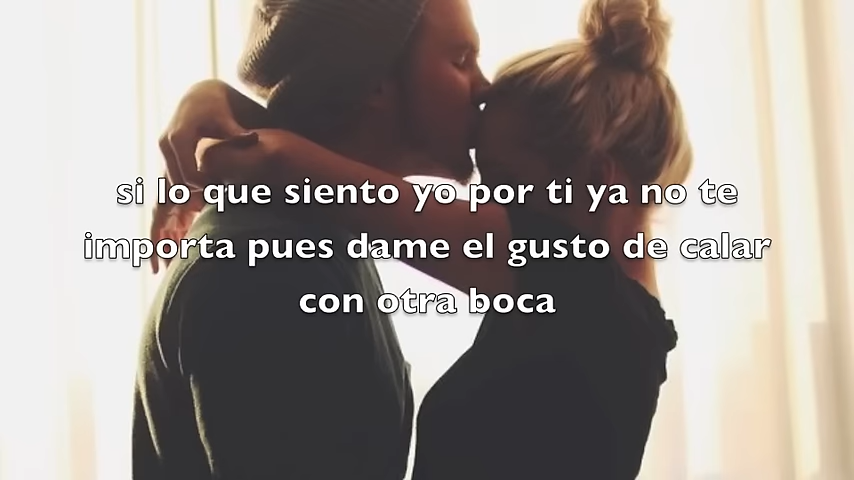 si lo que siento yo por ti ya no te
importa pues dame el gusto de calar
con otra boca